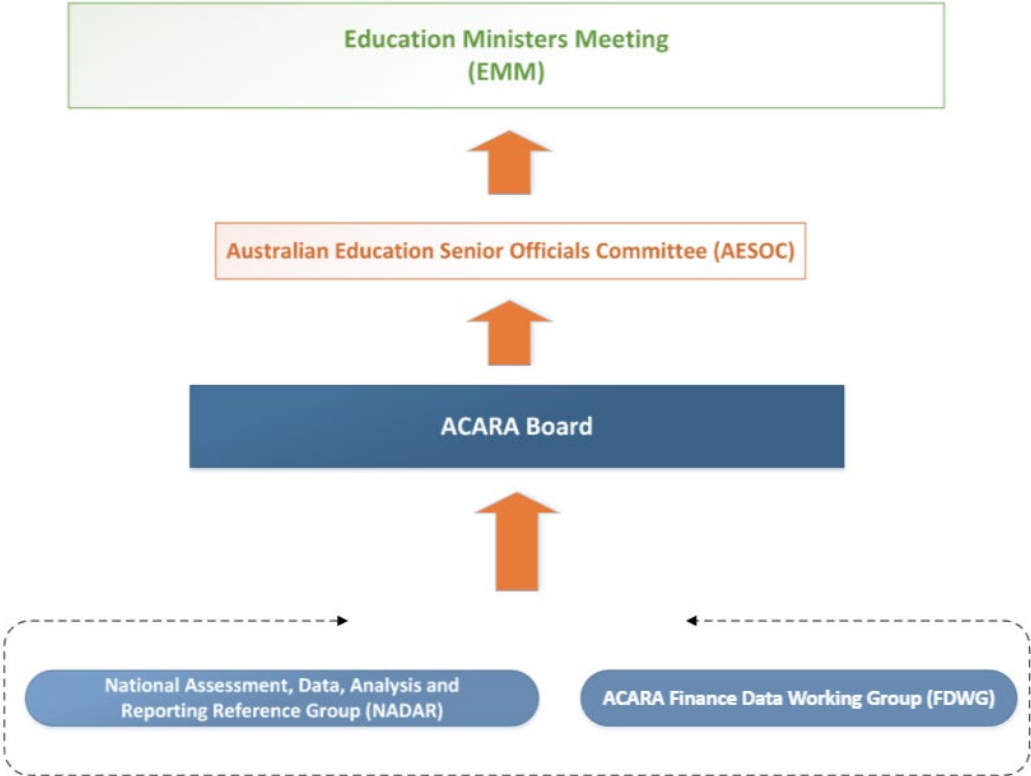 Education Ministers Meeting
(EMM)
Australian Education Senior Officials Committee (AESOC)
ACARA Board
National Assessment, Data, Analysis and
Reporting Reference Group (NADAR)
ACARA Finance Data Working Group (FDWG)